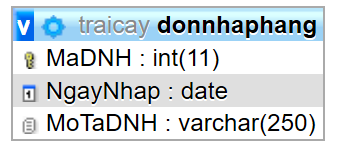 v traicay donnhaphang
MaDNH : int(11)
NgayNhap : date
MoTaDNH : varchar(250)